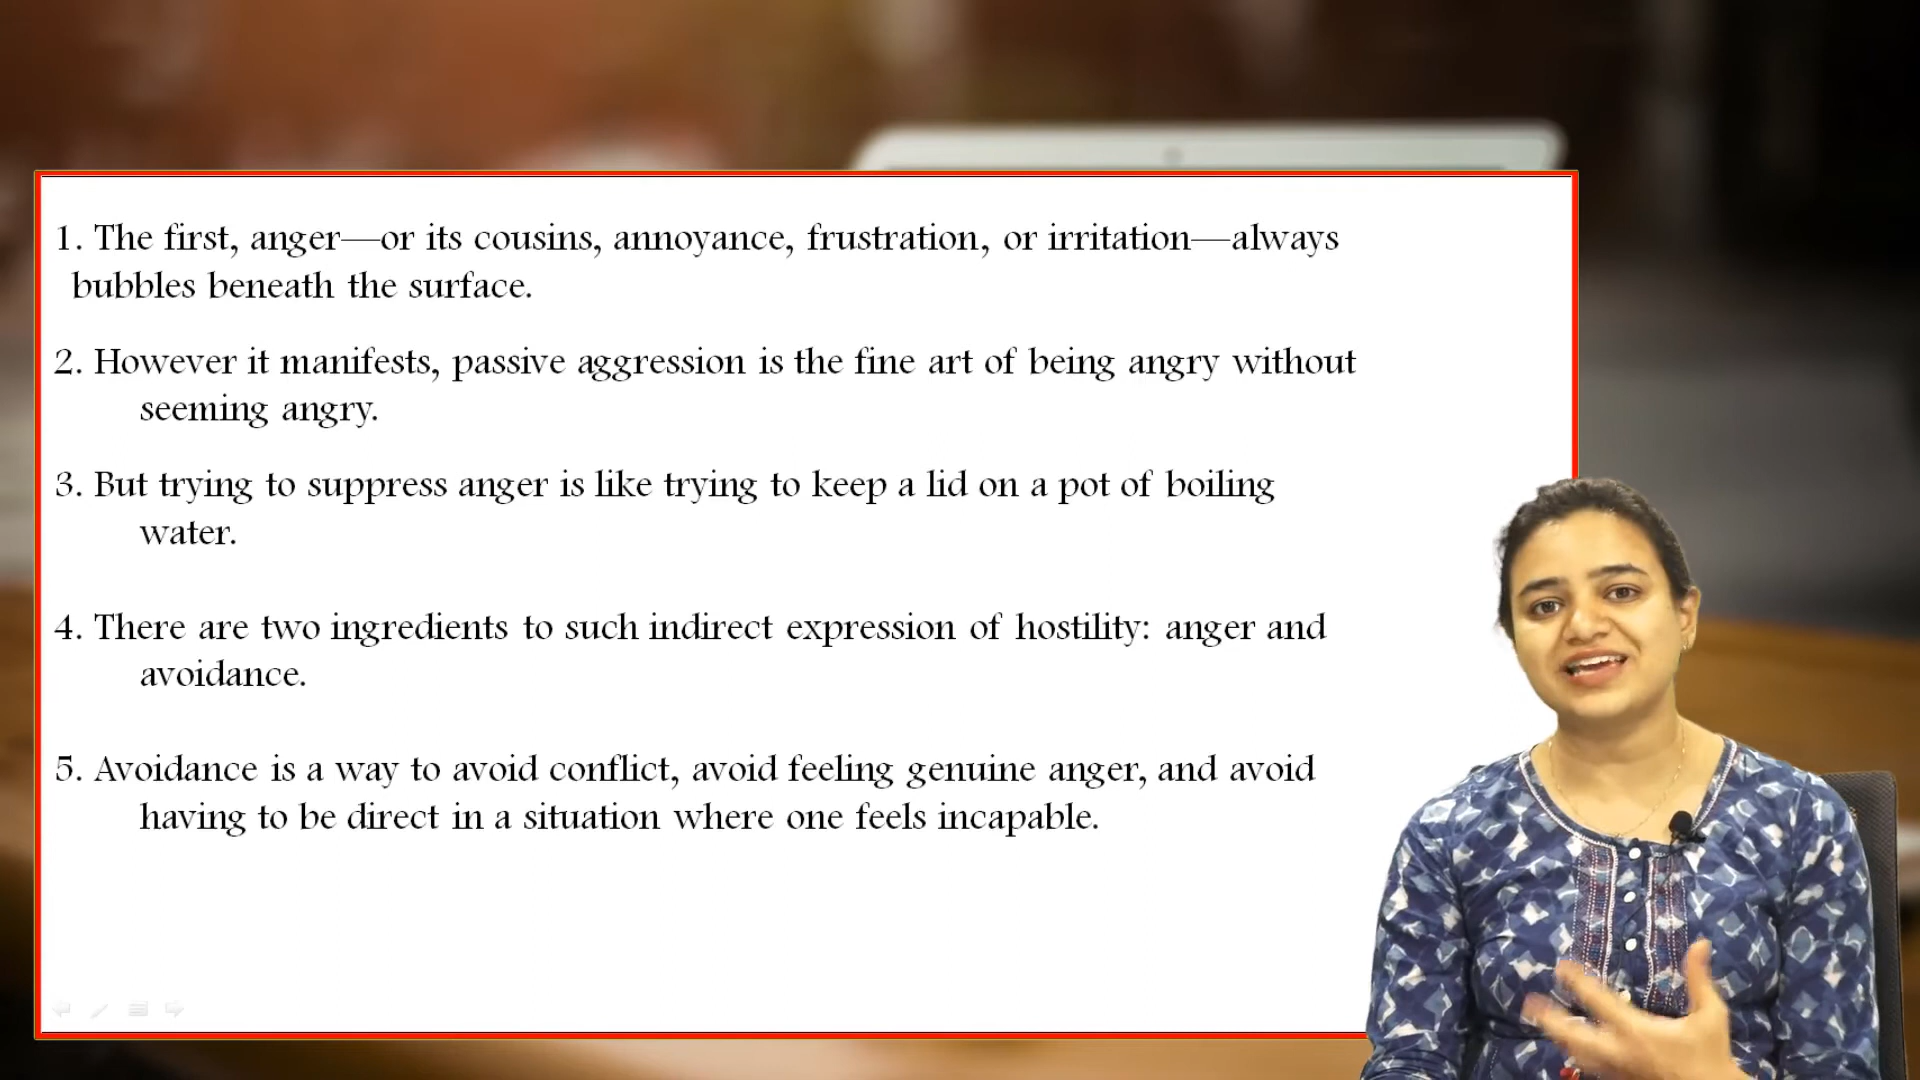 1. The first, anger—or its cousins, annoyance, frustration, or irritation—always
bubbles beneath the surface.
2. However it manifests, passive aggression is the fine art of being angry without
seeming angry.
3. But trying to suppress anger is like trying to keep a lid on a pot of boiling
water.
4. There are two ingredients to such indirect expression of hostility: anger and
avoidance.
5. Avoidance is a way to avoid conflict, avoid feeling genuine anger, and avoid
having to be direct in a situation where one feels incapable.